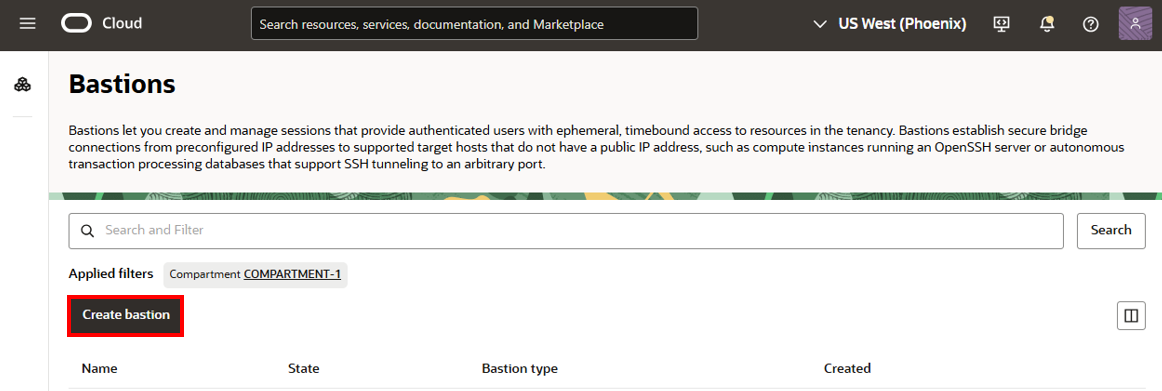 Cloud
Search resources, services, documentation, and Marketplace
US West (Phoenix)
Bastions
Bastions let you create and manage sessions that provide authenticated users with ephemeral, timebound access to resources in the tenancy. Bastions establish secure bridge
connections from preconfigured IP addresses to supported target hosts that do not have a public IP address, such as compute instances running an OpenSSH server or autonomous
transaction processing databases that support SSH tunneling to an arbitrary port.
Search and Filter
Search
Applied filters Compartment COMPARTMENT-1
Create bastion
Name State Bastion type Created